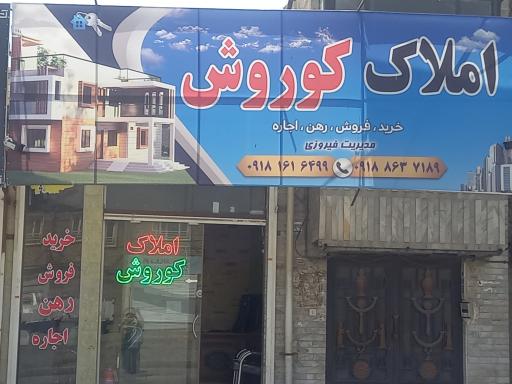 املاک کوروش
خرید، فروش، رهن، اجاره
مدیریت فیروزی
۰۹۱۸ ۱۶۱ ۶۴۹۹
۰۹۱۸ ۸۶۳ ۷۱۸۹
املاک
کوروش
خرید
فروش
رهن
اجاره